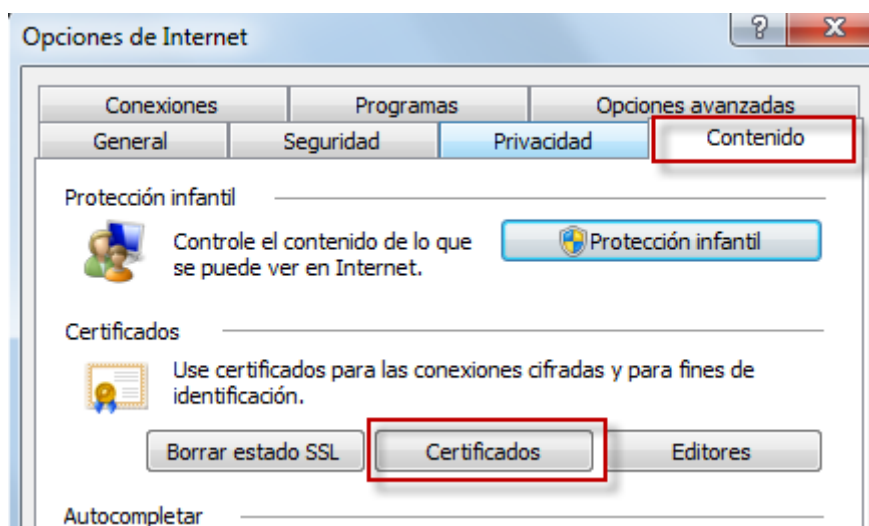 Opciones de Internet
Conexiones Programas Opciones avanzadas
General Seguridad Privacidad Contenido
Protección infantil
Controle el contenido de lo que
se puede ver en Internet.
Protección infantil
Certificados
Use certificados para las conexiones cifradas y para fines de
identificación.
Borrar estado SSL Certificados Editores
Autocompletar